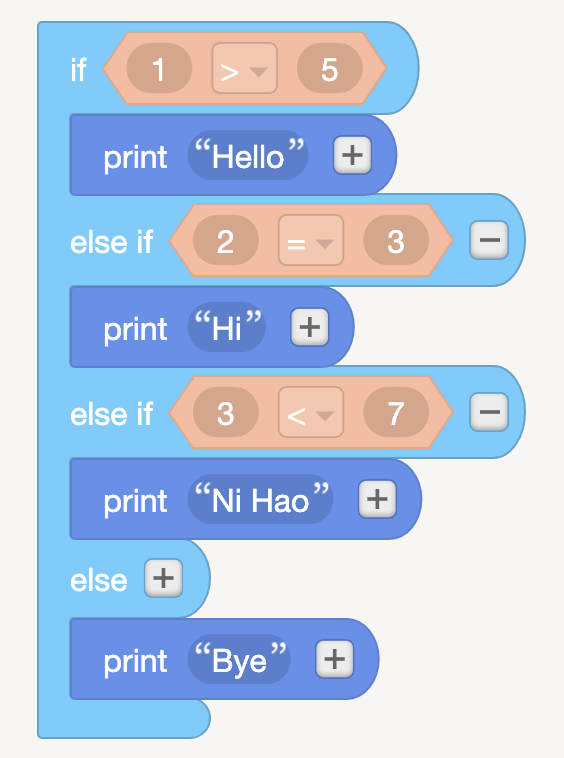 if 1 > 5
print “Hello” +
else if 2 = 3 −
print “Hi” +
else if 3 < 7 −
print “Ni Hao” +
else +
print “Bye” +